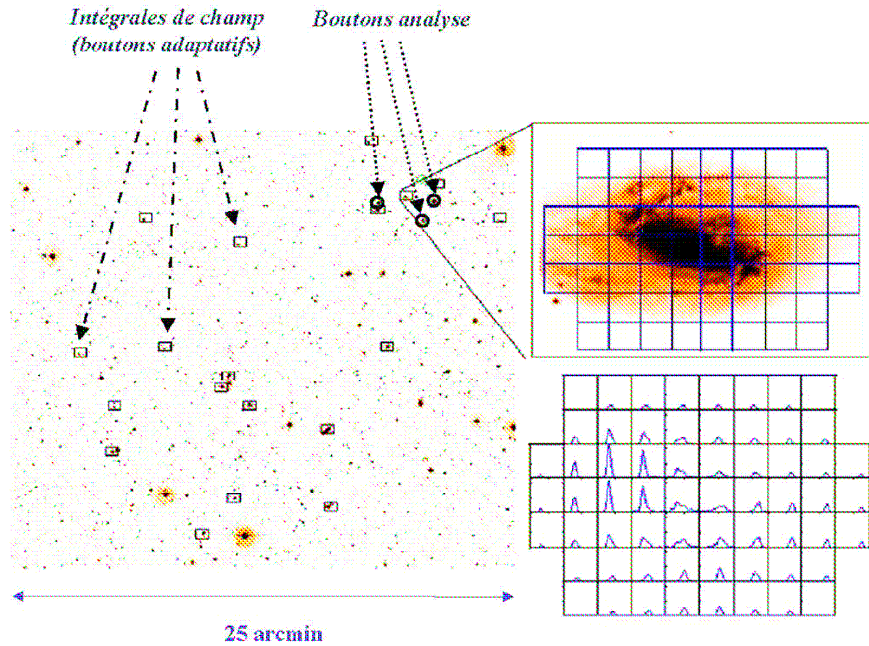 Intégrales de champ
(boutons adaptatifs)
Boutons analyse
25 arcmin